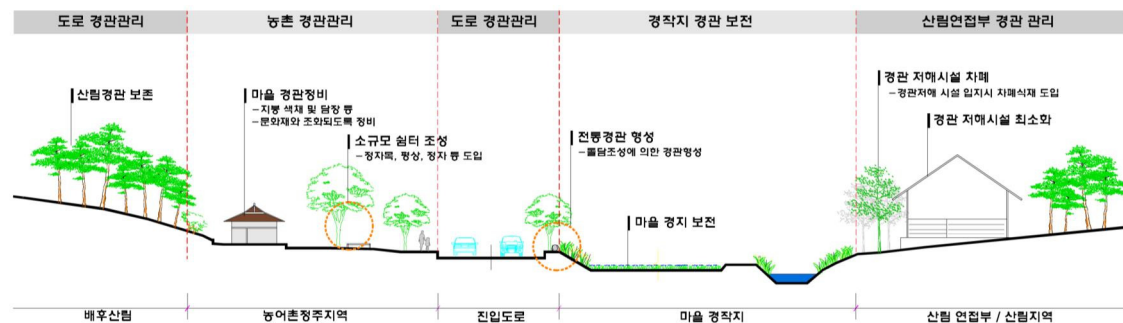 도로 경관관리
농촌 경관관리
도로 경관관리
경작지 경관 보전
산림연접부 경관 관리
산림경관 보존
마을 경관정비
–지붕 색채 및 담장 등
–문화재와 조화되도록 정비
소규모 쉼터 조성
–정자목, 평상, 정자 등 도입
전통경관 형성
–돌담조성에 의한 경관형성
마을 경지 보전
경관 저해시설 차폐
–경관저해 시설 입지시 차폐식재 도입
경관 저해시설 최소화
배후산림
농어촌정주지역
진입도로
마을 경작지
산림 연접부 / 산림지역